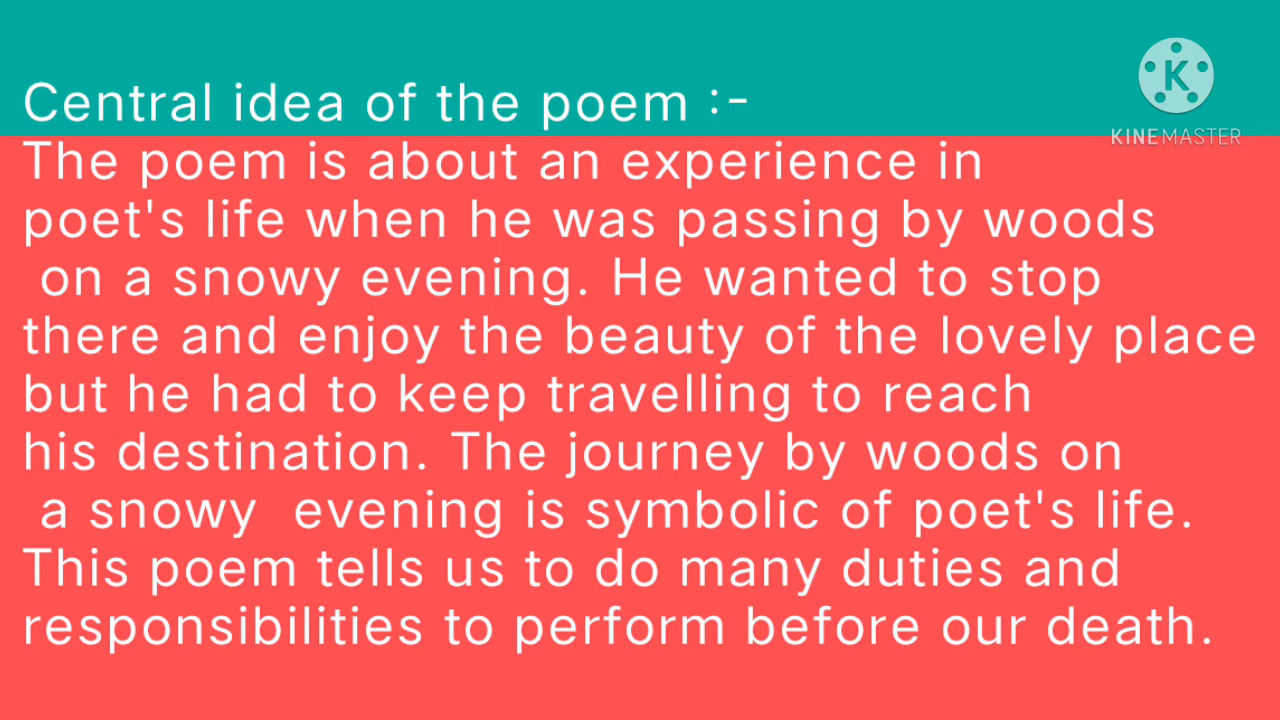 Central idea of the poem :-
K
KINEMASTER
The poem is about an experience in
poet's life when he was passing by woods
on a snowy evening. He wanted to stop
there and enjoy the beauty of the lovely place
but he had to keep travelling to reach
his destination. The journey by woods on
a snowy  evening is symbolic of poet's life.
This poem tells us to do many duties and
responsibilities to perform before our death.